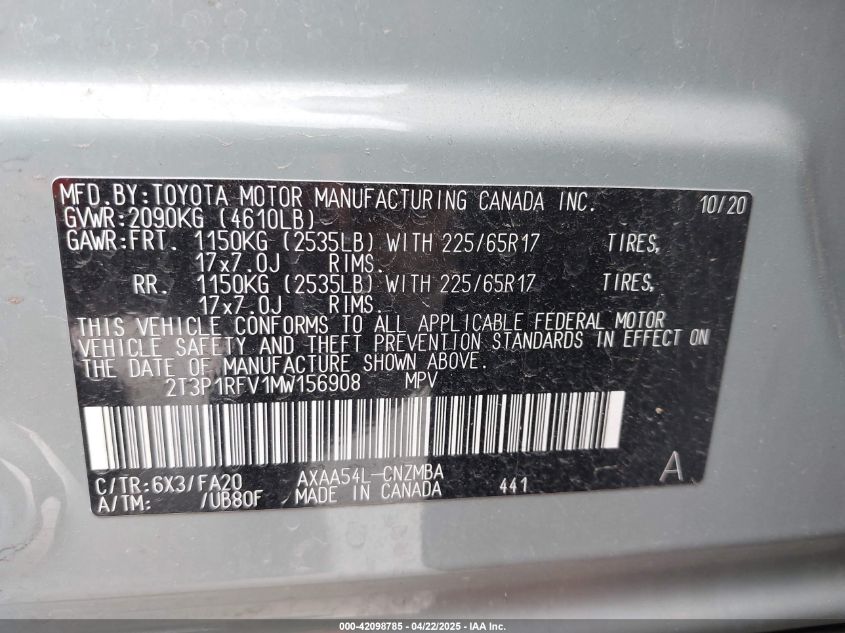 MFD.BY:TOYOTA MOTOR MANUFACTURING CANADA INC. 10/20
GVWR:2090KG (4610LB)
GAWR:FRT. 1150KG (2535LB) WITH 225/65R17 TIRES,
17x7.0J RIMS.
RR. 1150KG (2535LB) WITH 225/65R17 TIRES,
17x7.0J RIMS.
THIS VEHICLE CONFORMS TO ALL APPLICABLE FEDERAL MOTOR
VEHICLE SAFETY AND THEFT PREVENTION STANDARDS IN EFFECT ON
THE DATE OF MANUFACTURE SHOWN ABOVE.
2T3P1RFV1MW156908 MPV
C/TR:6X3/FA20 AXAA54L-CNZMBA A
A/TM: /UB80F MADE IN CANADA 441
000-42098785 - 04/22/2025 - IAA Inc.